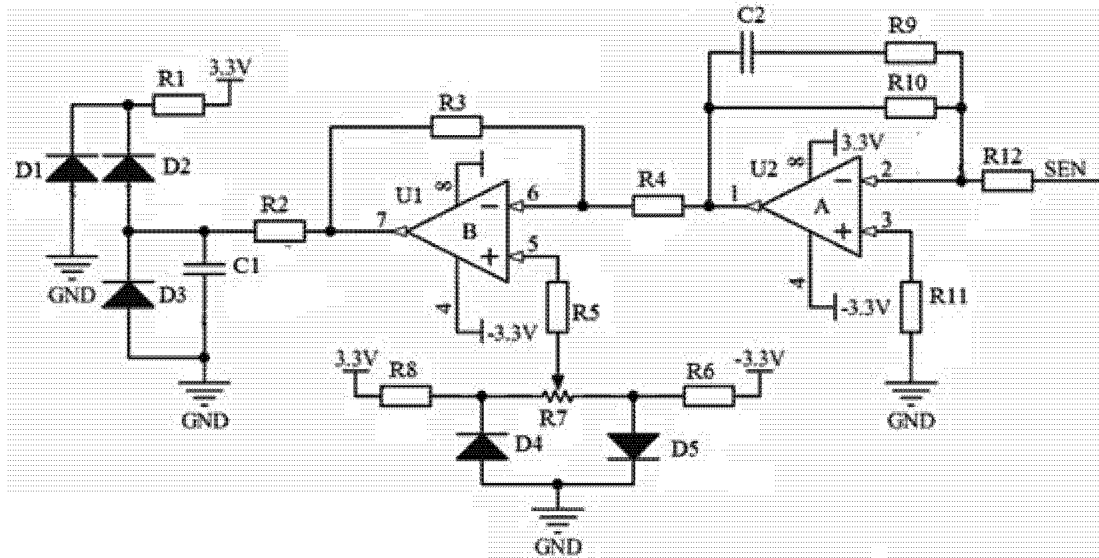 C2
R9
R10
R1
3.3V
D1
D2
R3
U1
8
7
B
−
6
+
5
4
-3.3V
R4
U2
8
3.3V
1
A
−
2
+
3
4
-3.3V
R12
SEN
R2
C1
D3
GND
GND
R5
R11
GND
3.3V
R8
R7
R6
-3.3V
D4
D5
GND